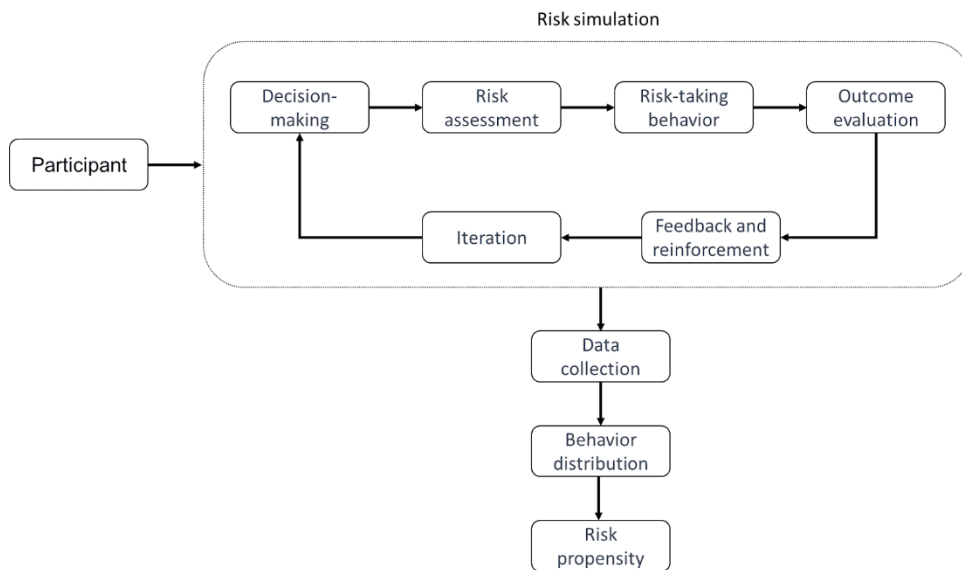 Risk simulation
Decision-
making
Risk
assessment
Risk-taking
behavior
Outcome
evaluation
Participant
Iteration
Feedback and
reinforcement
Data
collection
Behavior
distribution
Risk
propensity